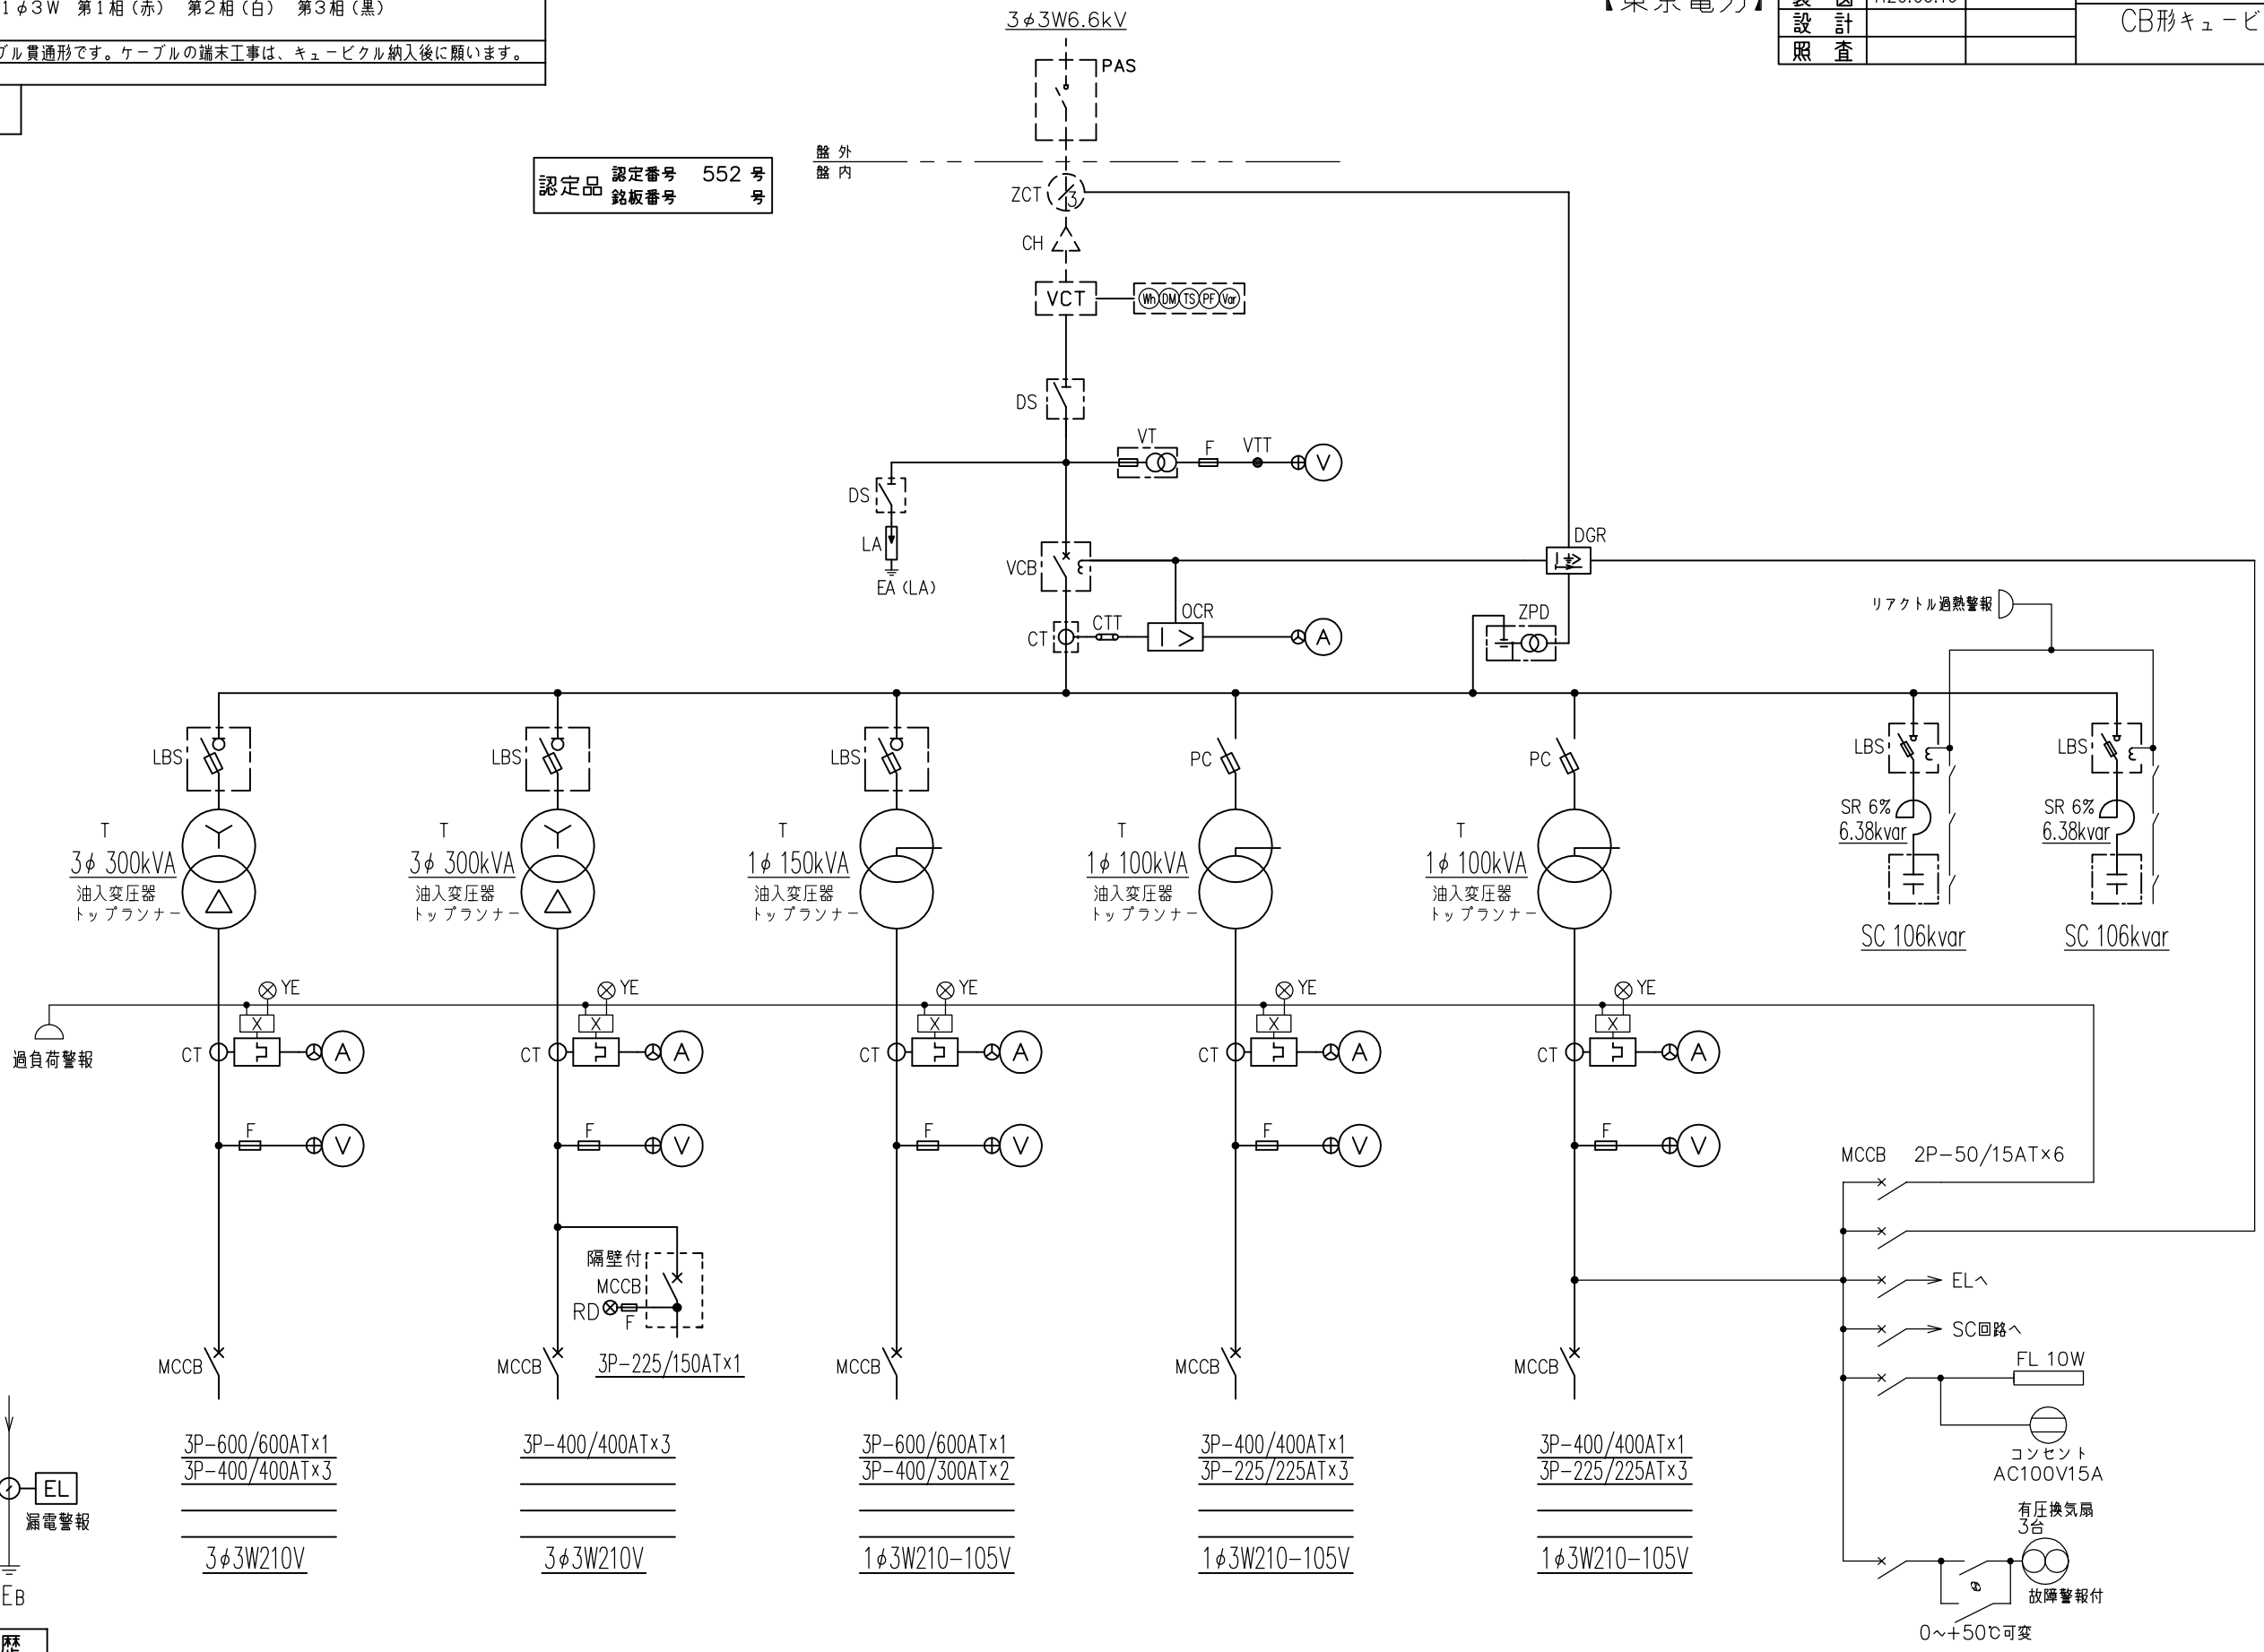 1φ3W 第1相(赤) 第2相(白) 第3相(黒)
ブル貫通形です。ケーブルの端末工事は、キュービクル納入後に願います。
【東京電力】
製 図
設 計
照 査
CB形キュービ
3φ3W6.6kV
PAS
盤 外
盤 内
認定品
認定番号 552 号
銘板番号 号
ZCT
3
CH
VCT
Wh DM TS PF Var
DS
VT F VTT
V
DS
LA
EA (LA)
VCB
DGR
CT CTT OCR
I >
A
ZPD
リアクトル過熱警報
LBS LBS LBS PC PC LBS LBS
T T T T T
3φ 300kVA 3φ 300kVA 1φ 150kVA 1φ 100kVA 1φ 100kVA
油入変圧器 油入変圧器 油入変圧器 油入変圧器 油入変圧器
トップランナー トップランナー トップランナー トップランナー トップランナー
SR 6% SR 6%
6.38kvar 6.38kvar
SC 106kvar SC 106kvar
YE YE YE YE YE
X X X X X
過負荷警報
CT A CT A CT A CT A CT A
F V F V F V F V F V
MCCB 2P-50/15AT×6
隔壁付
MCCB
RD F
3P-225/150AT×1
ELへ
SC回路へ
FL 10W
コンセント
AC100V15A
有圧換気扇
3台
θ
故障警報付
0~+50℃可変
MCCB MCCB MCCB MCCB MCCB
3P-600/600AT×1 3P-400/400AT×3 3P-600/600AT×1 3P-400/400AT×1 3P-400/400AT×1
3P-400/400AT×3 3P-400/300AT×2 3P-225/225AT×3 3P-225/225AT×3
3φ3W210V 3φ3W210V 1φ3W210-105V 1φ3W210-105V 1φ3W210-105V
EL
漏電警報
EB
歴